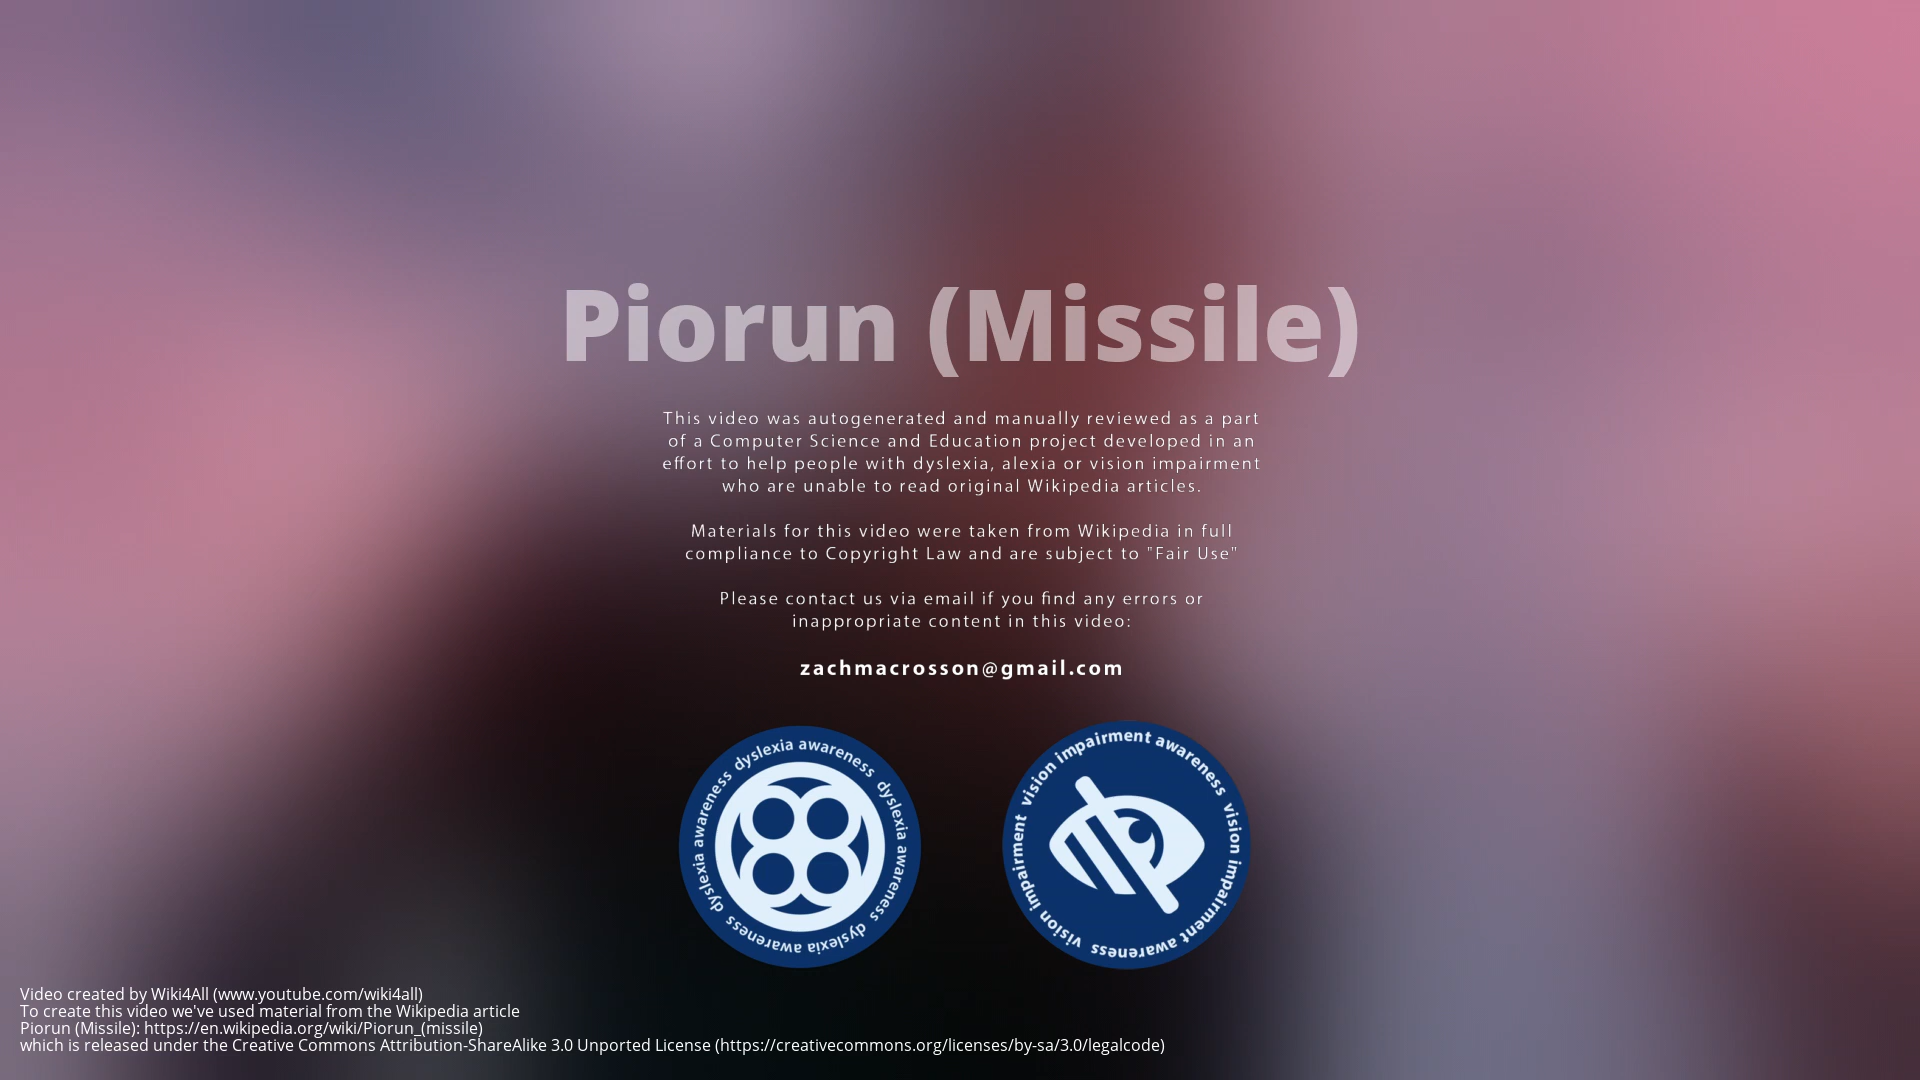 Piorun (Missile)
This video was autogenerated and manually reviewed as a part
of a Computer Science and Education project developed in an
effort to help people with dyslexia, alexia or vision impairment
who are unable to read original Wikipedia articles.
Materials for this video were taken from Wikipedia in full
compliance to Copyright Law and are subject to "Fair Use"
Please contact us via email if you find any errors or
inappropriate content in this video:
zachmacrosson@gmail.com
dyslexia awareness dyslexia awareness dyslexia awareness dyslexia awareness
vision impairment awareness vision impairment awareness vision impairment
Video created by Wiki4All (www.youtube.com/wiki4all)
To create this video we've used material from the Wikipedia article
Piorun (Missile): https://en.wikipedia.org/wiki/Piorun_(missile)
which is released under the Creative Commons Attribution-ShareAlike 3.0 Unported License (https://creativecommons.org/licenses/by-sa/3.0/legalcode)